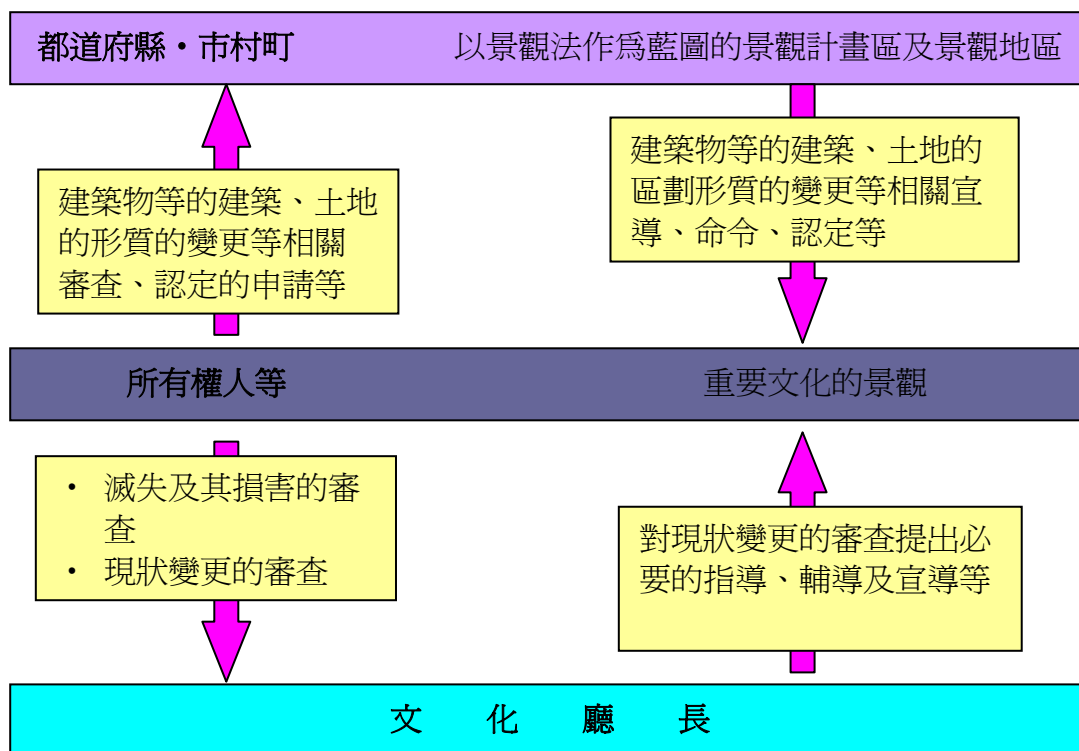 都道府縣‧市村町 以景觀法作為藍圖的景觀計畫區及景觀地區
建築物等的建築、土地
的形質的變更等相關
審查、認定的申請等
建築物等的建築、土地的
區劃形質的變更等相關宣
導、命令、認定等
所有權人等 重要文化的景觀
‧ 滅失及其損害的審
查
‧ 現狀變更的審查
對現狀變更的審查提出必
要的指導、輔導及宣導等
文 化 廳 長